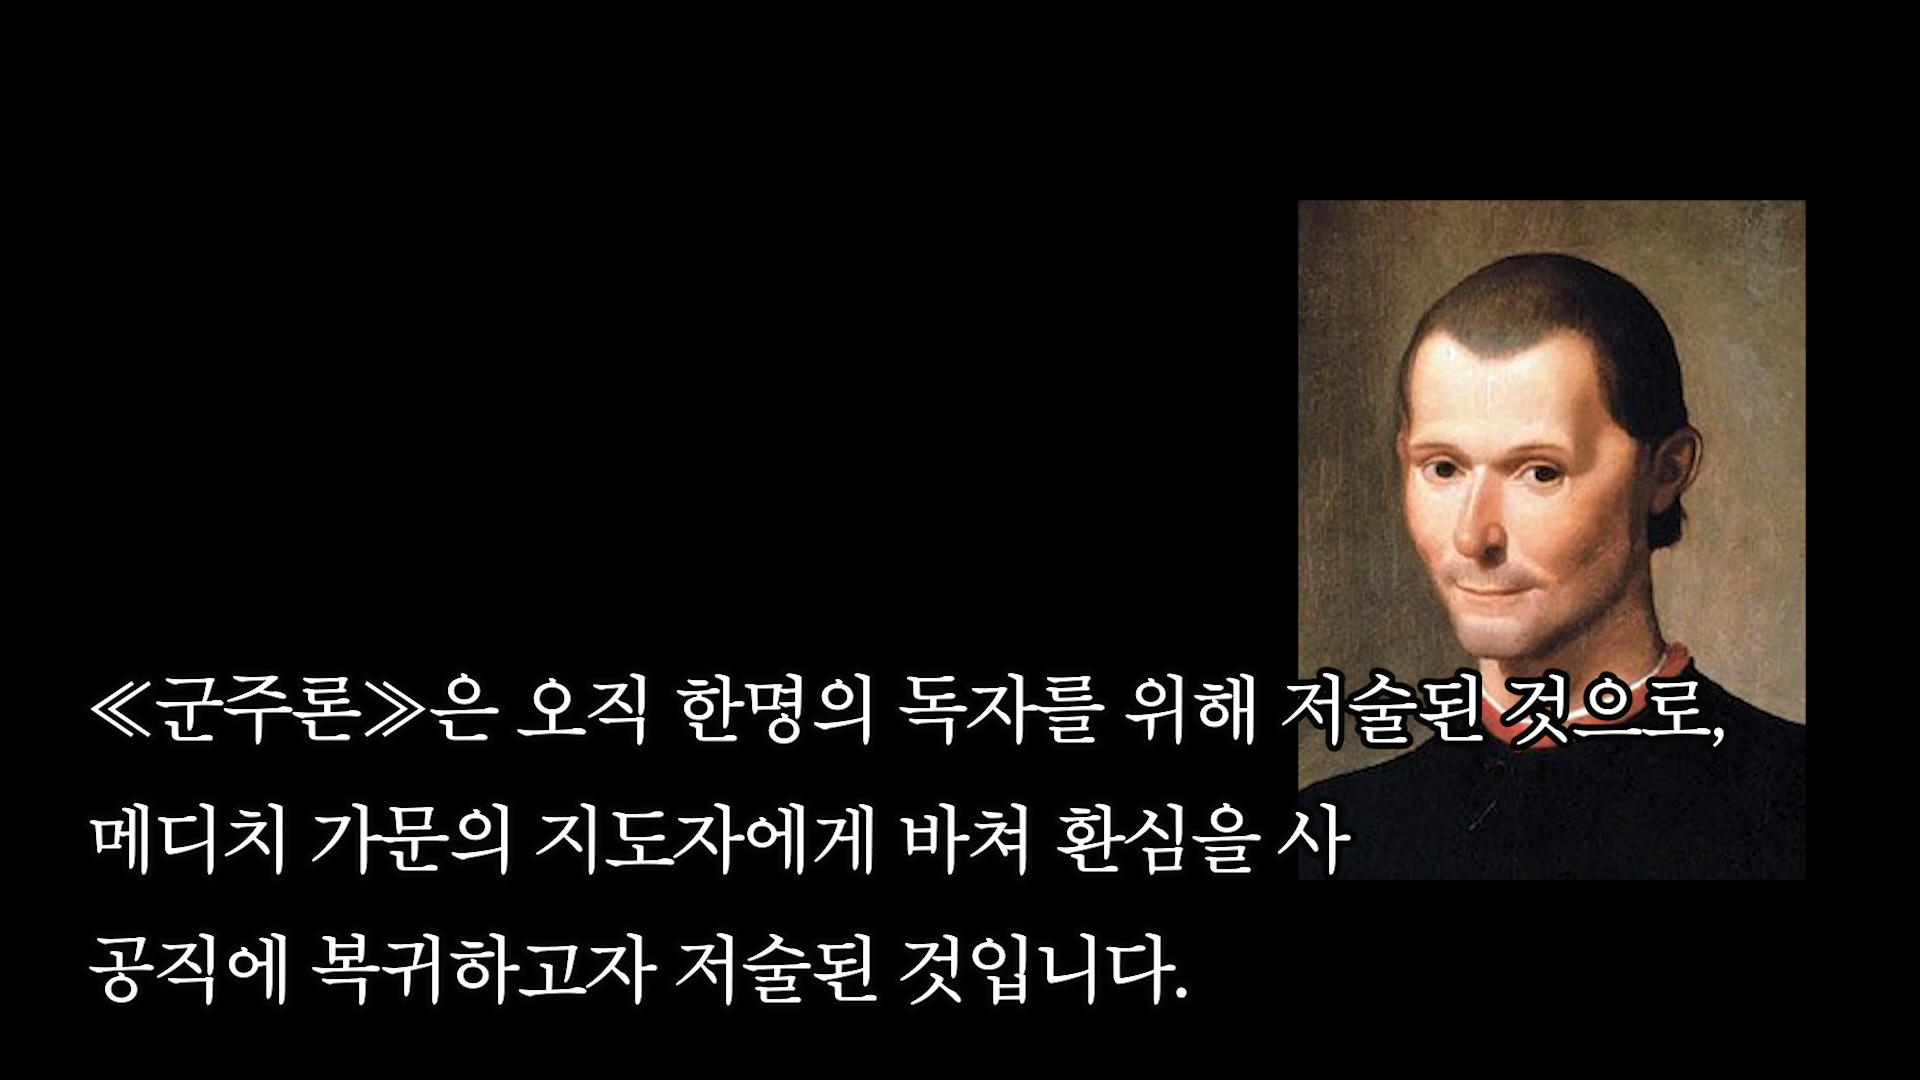 ≪군주론≫은 오직 한명의 독자를 위해 저술된 것으로,
메디치 가문의 지도자에게 바쳐 환심을 사
공직에 복귀하고자 저술된 것입니다.